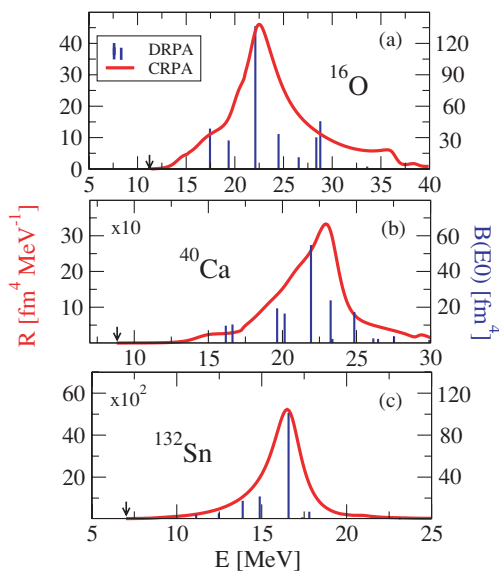 40
30
20
10
0
DRPA
CRPA
(a)
16O
120
90
60
30
5 10 15 20 25 30 35 40
x10
(b)
40Ca
30
20
10
60
40
20
10 15 20 25 30
R [fm4 MeV-1]
B(E0) [fm4]
x102
(c)
132Sn
60
40
20
120
80
40
5 10 15 20 25
E [MeV]